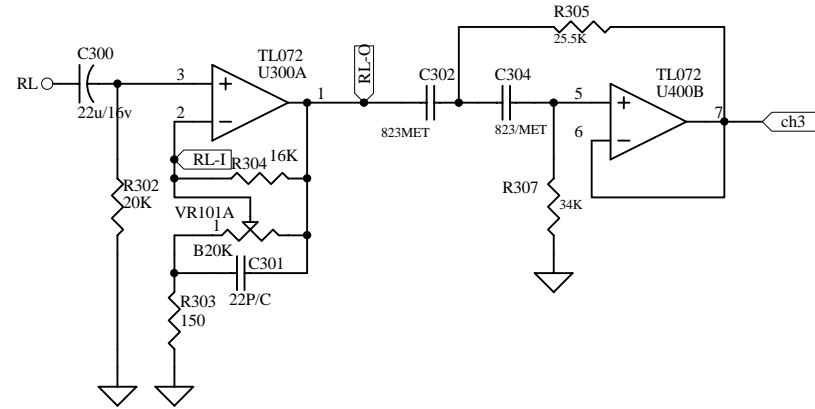 R305
25.5K
C300
RL
22u/16v
3
2
TL072
U300A
1
RL-O
C302
823MET
C304
823/MET
5
6
TL072
U400B
7
ch3
RL-I
R304
16K
R302
20K
VR101A
1
B20K
C301
22P/C
R303
150
R307
34K